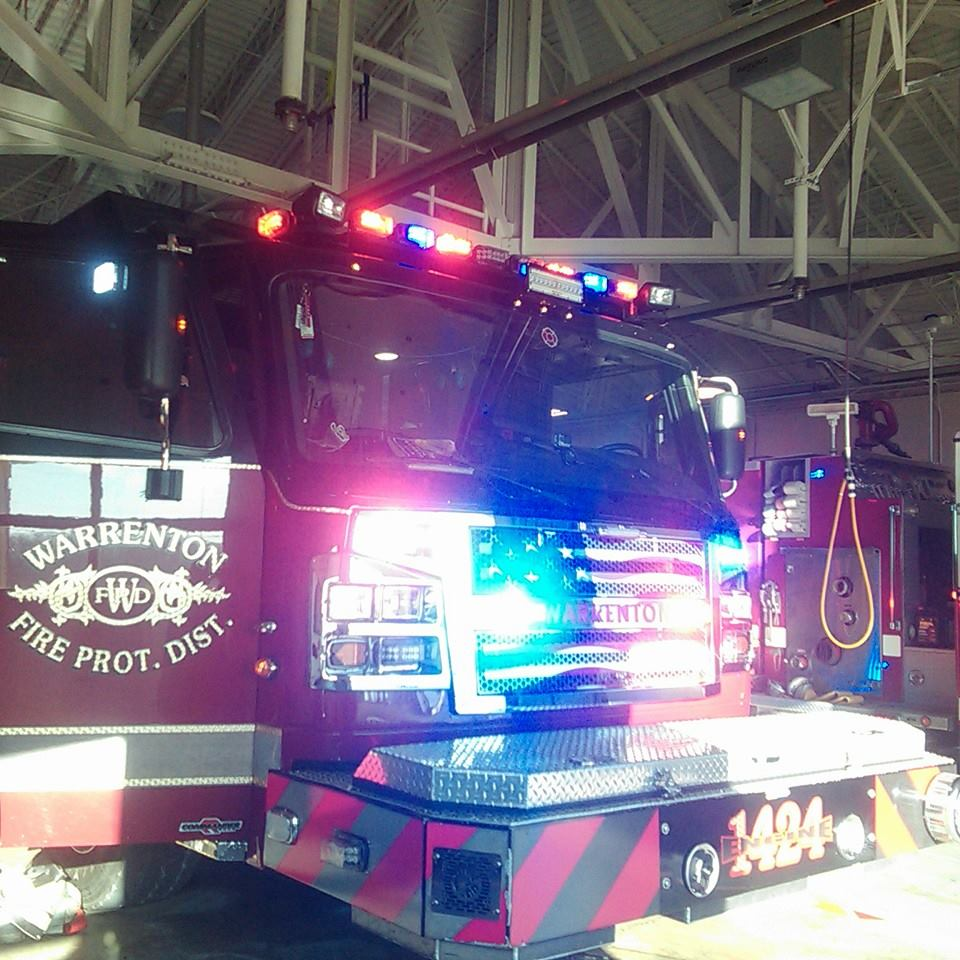 WARRENTON
FWD
FIRE PROT. DIST.
WARRENTON
1424
ENGINE